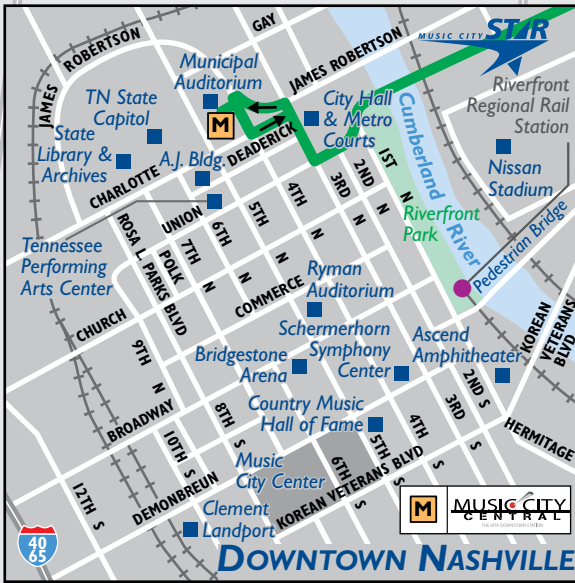 MUSIC CITY STAR
GAY
JAMES ROBERTSON
JAMES ROBERTSON
Municipal
Auditorium
TN State
Capitol
M
City Hall
& Metro
Courts
Riverfront
Regional Rail
Station
State
Library &
Archives
A.J. Bldg.
DEADERICK
CHARLOTTE
Cumberland
River
1ST N
2ND N
3RD N
4TH N
5TH N
6TH N
7TH N
Nissan
Stadium
UNION
Riverfront
Park
Pedestrian Bridge
Tennessee
Performing
Arts Center
ROSA L. PARKS BLVD
POLK
COMMERCE
Ryman
Auditorium
CHURCH
Schermerhorn
Symphony
Center
Ascend
Amphitheater
KOREAN
VETERANS
BLVD
9TH N
Bridgestone
Arena
BROADWAY
8TH S
Country Music
Hall of Fame
2ND S
3RD S
4TH S
5TH S
6TH S
HERMITAGE
10TH S
12TH S
Music
City Center
DEMONBREUN
KOREAN VETERANS BLVD
Clement
Landport
M
MUSIC CITY
CENTRAL
THE MTA DOWNTOWN STATION
40
65
DOWNTOWN NASHVILLE